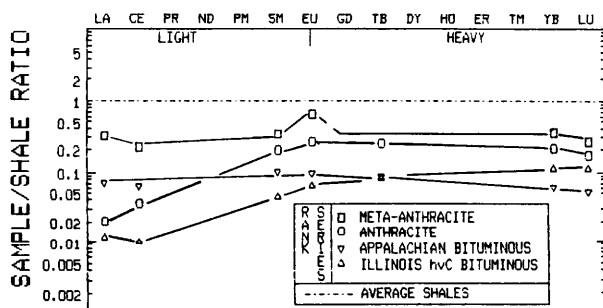 LA CE PR ND PM SM EU GD TB DY HO ER TM YB LU
LIGHT HEAVY
SAMPLE/SHALE RATIO
5
2
1
0.5
0.2
0.1
0.05
0.02
0.01
0.005
0.002
RANK SERIES
META-ANTHRACITE
ANTHRACITE
APPALACHIAN BITUMINOUS
ILLINOIS hvC BITUMINOUS
AVERAGE SHALES